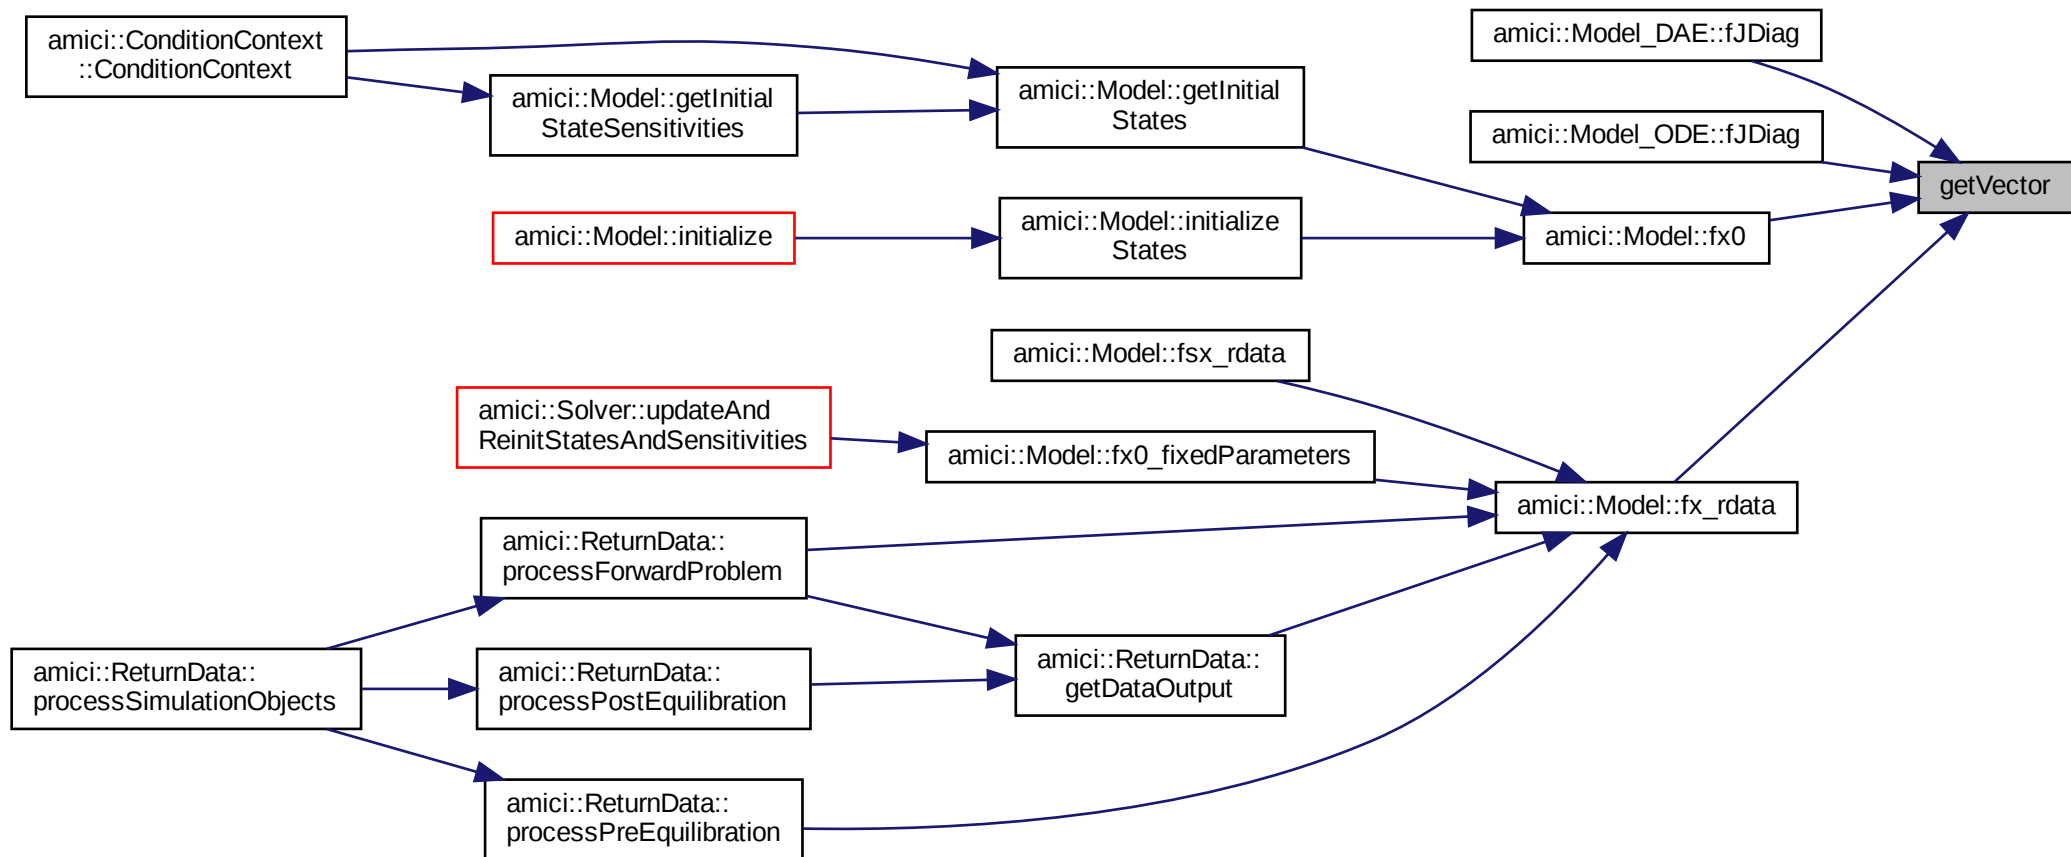 amici::ConditionContext
::ConditionContext
amici::Model::getInitial
StateSensitivities
amici::Model::getInitial
States
amici::Model_DAE::fJDiag
amici::Model_ODE::fJDiag
getVector
amici::Model::initialize
amici::Model::initialize
States
amici::Model::fx0
amici::Model::fsx_rdata
amici::Solver::updateAnd
ReinitStatesAndSensitivities
amici::Model::fx0_fixedParameters
amici::Model::fx_rdata
amici::ReturnData::
processForwardProblem
amici::ReturnData::
processSimulationObjects
amici::ReturnData::
processPostEquilibration
amici::ReturnData::
getDataOutput
amici::ReturnData::
processPreEquilibration